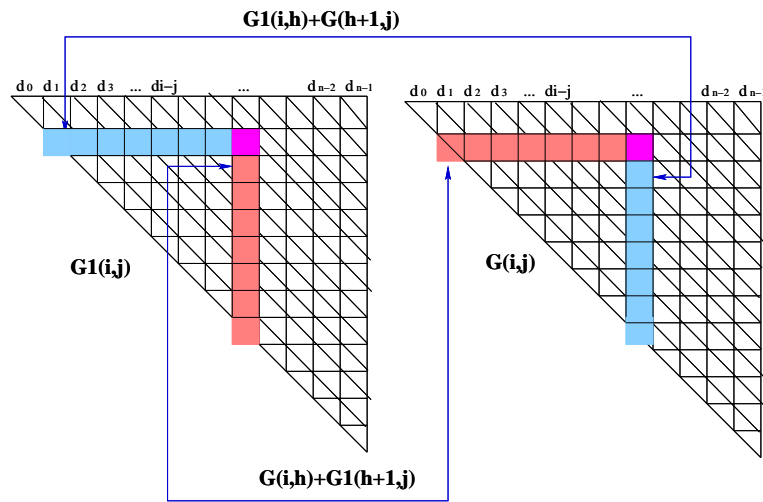 G1(i,h)+G(h+1,j)
d0 d1 d2 d3 ... di–j ... dn–2 dn–1
d0 d1 d2 d3 ... di–j ... dn–2 dn–
G1(i,j)
G(i,j)
G(i,h)+G1(h+1,j)